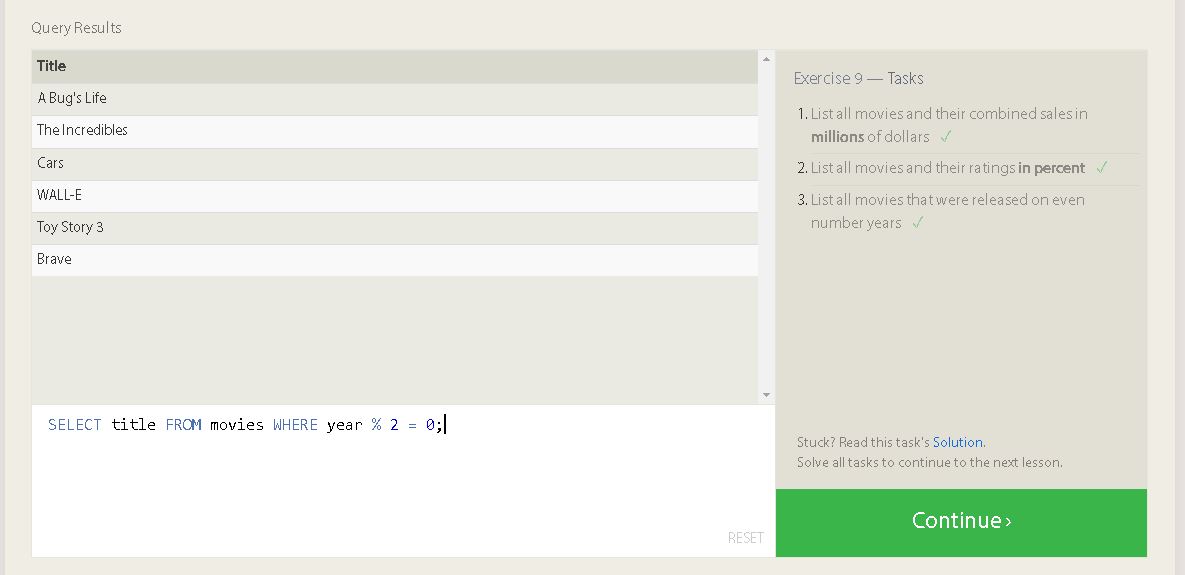 Query Results
Title
A Bug's Life
The Incredibles
Cars
WALL-E
Toy Story 3
Brave
SELECT title FROM movies WHERE year % 2 = 0;
RESET
Exercise 9 — Tasks
1. List all movies and their combined sales in
millions of dollars ✓
2. List all movies and their ratings in percent ✓
3. List all movies that were released on even
number years ✓
Stuck? Read this task's Solution.
Solve all tasks to continue to the next lesson.
Continue ›